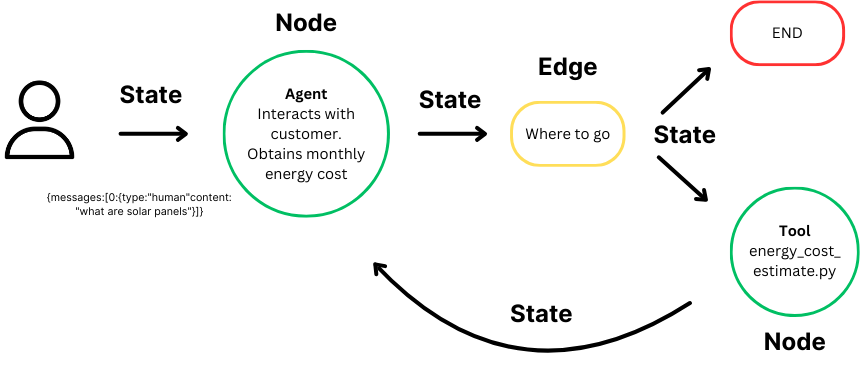 Node
END
Edge
State
Agent
Interacts with
customer.
Obtains monthly
energy cost
State
Where to go
State
{messages:[0:{type:"human"content:
"what are solar panels"}]}
Tool
energy_cost_
estimate.py
State
Node